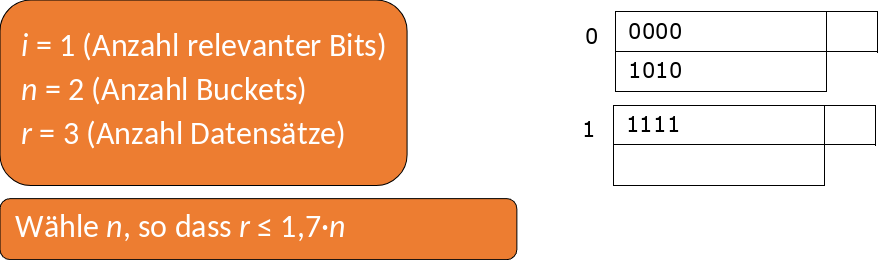 i = 1 (Anzahl relevanter Bits)
n = 2 (Anzahl Buckets)
r = 3 (Anzahl Datensätze)
Wähle n, so dass r ≤ 1,7·n
0
0000
1010
1
1111